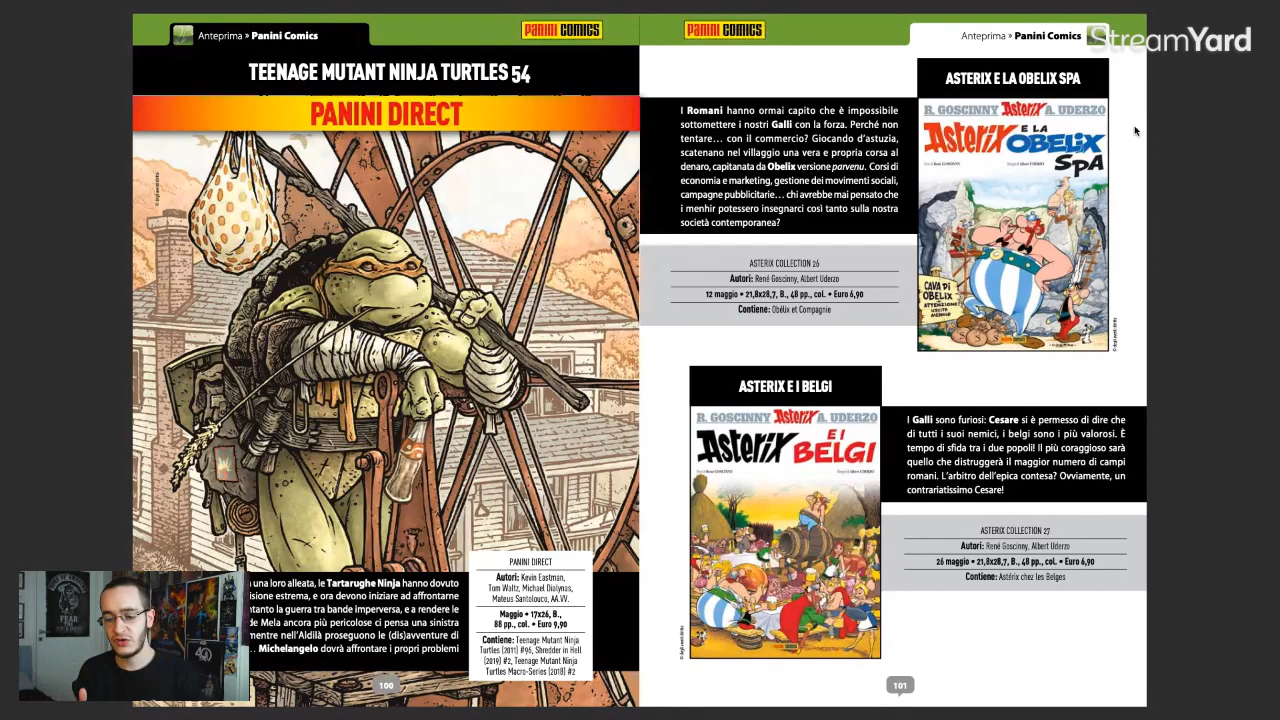 Anteprima » Panini Comics
PANINI COMICS
PANINI COMICS
Anteprima » Panini Comics
StreamYard
TEENAGE MUTANT NINJA TURTLES 54
PANINI DIRECT
una loro alleata, le Tartarughe Ninja hanno dovuto
isione estrema, e ora devono iniziare ad affrontarne
ntanto la guerra tra bande imperversa, e a rendere le
de Mela ancora più pericolose ci pensa una sinistra
mentre nell'Aldilà proseguono le (dis)avventure di
Michelangelo dovrà affrontare i propri problemi
PANINI DIRECT
Autori: Kevin Eastman,
Tom Waltz, Michael Dialynas,
Mateus Santolouco, AA.VV.
Maggio • 17x26, B.,
88 pp., col. • Euro 9,90
Contiene: Teenage Mutant Ninja
Turtles (2011) #96, Shredder in Hell
(2019) #2, Teenage Mutant Ninja
Turtles Macro-Series (2018) #2
100
I Romani hanno ormai capito che è impossibile
sottomettere i nostri Galli con la forza. Perché non
tentare… con il commercio? Giocando d'astuzia,
scatenano nel villaggio una vera e propria corsa al
denaro, capitanata da Obelix versione parvenu. Corsi di
economia e marketing, gestione dei movimenti sociali,
campagne pubblicitarie… chi avrebbe mai pensato che
i menhir potessero insegnarci così tanto sulla nostra
società contemporanea?
ASTERIX COLLECTION 26
Autori: René Goscinny, Albert Uderzo
12 maggio • 21,8x28,7, B., 48 pp., col. • Euro 6,90
Contiene: Obélix et Compagnie
ASTERIX E LA OBELIX SPA
R. GOSCINNY Asterix A. UDERZO
Asterix E LA
OBELIX
SpA
CAVA DI
OBELIX
ATTENZIONE!
USCITA
MENHIR
ASTERIX E I BELGI
R. GOSCINNY Asterix A. UDERZO
Asterix E I
BELGI
I Galli sono furiosi: Cesare si è permesso di dire che
di tutti i suoi nemici, i belgi sono i più valorosi. È
tempo di sfida tra i due popoli! Il più coraggioso sarà
quello che distruggerà il maggior numero di campi
romani. L'arbitro dell'epica contesa? Ovviamente, un
contrariatissimo Cesare!
ASTERIX COLLECTION 27
Autori: René Goscinny, Albert Uderzo
26 maggio • 21,8x28,7, B., 48 pp., col. • Euro 6,90
Contiene: Astérix chez les Belges
101